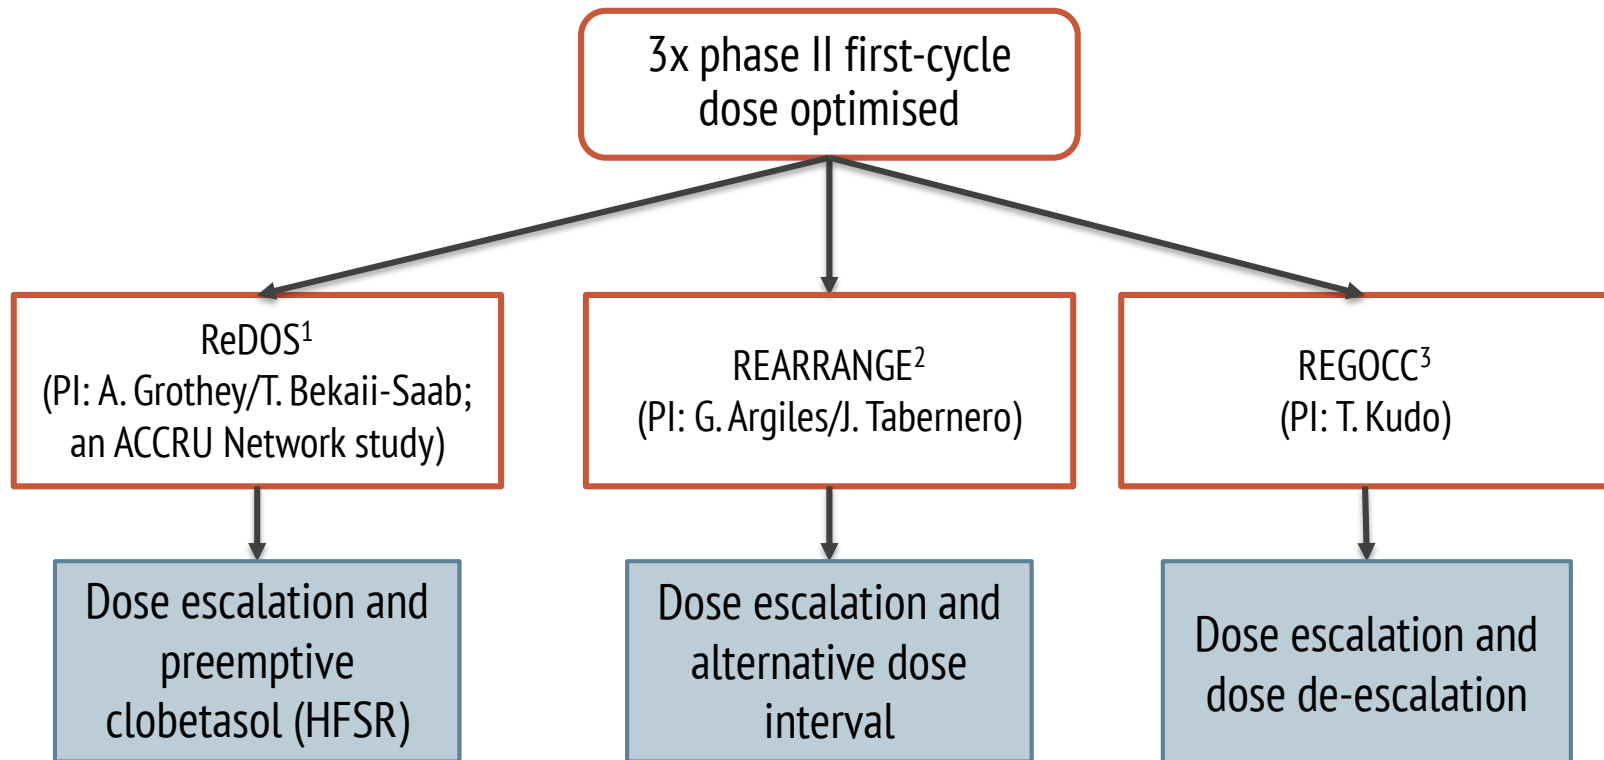 3x phase II first-cycle
dose optimised
ReDOS¹
(PI: A. Grothey/T. Bekaii-Saab;
an ACCRU Network study)
REARRANGE²
(PI: G. Argiles/J. Tabernero)
REGOCC³
(PI: T. Kudo)
Dose escalation and
preemptive
clobetasol (HFSR)
Dose escalation and
alternative dose
interval
Dose escalation and
dose de-escalation